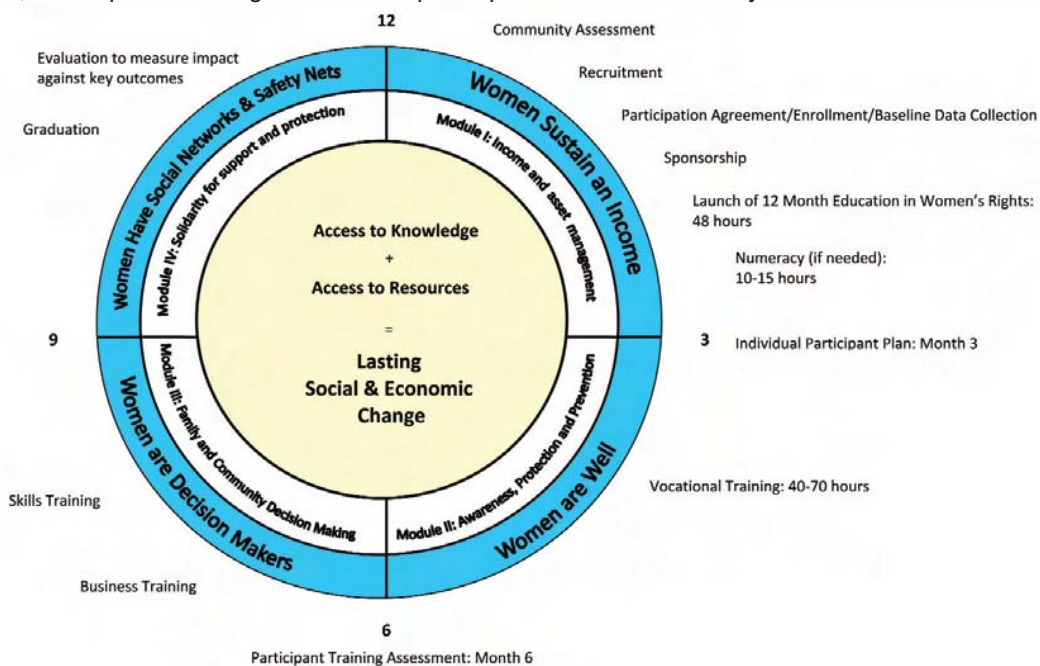 12
Community Assessment
Recruitment
Participation Agreement/Enrollment/Baseline Data Collection
Sponsorship
Launch of 12 Month Education in Women's Rights:
48 hours
Numeracy (if needed):
10-15 hours
3
Individual Participant Plan: Month 3
Vocational Training: 40-70 hours
6
Participant Training Assessment: Month 6
Business Training
Skills Training
9
Graduation
Evaluation to measure impact
against key outcomes
Women Sustain an Income
Module I: Income and asset management
Women are Well
Module II: Awareness, Protection and Prevention
Women are Decision Makers
Module III: Family and Community Decision Making
Women Have Social Networks & Safety Nets
Module IV: Solidarity for support and protection
Access to Knowledge
+
Access to Resources
=
Lasting
Social & Economic
Change